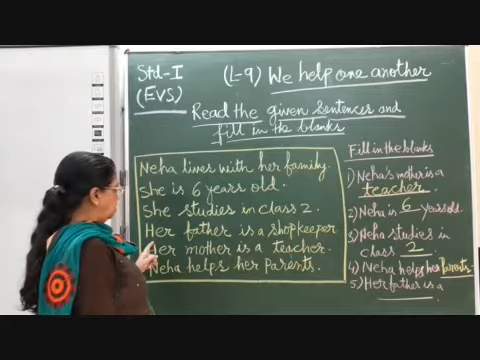 Std-I
(EVS)
(L-9) We help one another
Read the given sentences and
fill in the blanks
Neha lives with her family.
She is 6 years old.
She studies in class 2.
Her father is a shopkeeper.
Her mother is a teacher.
Neha helps her parents.
Fill in the blanks
1) Neha's mother is a
teacher.
2) Neha is 6 years old.
3) Neha studies in
class 2
4) Neha helps her Parents.
5) Her father is a